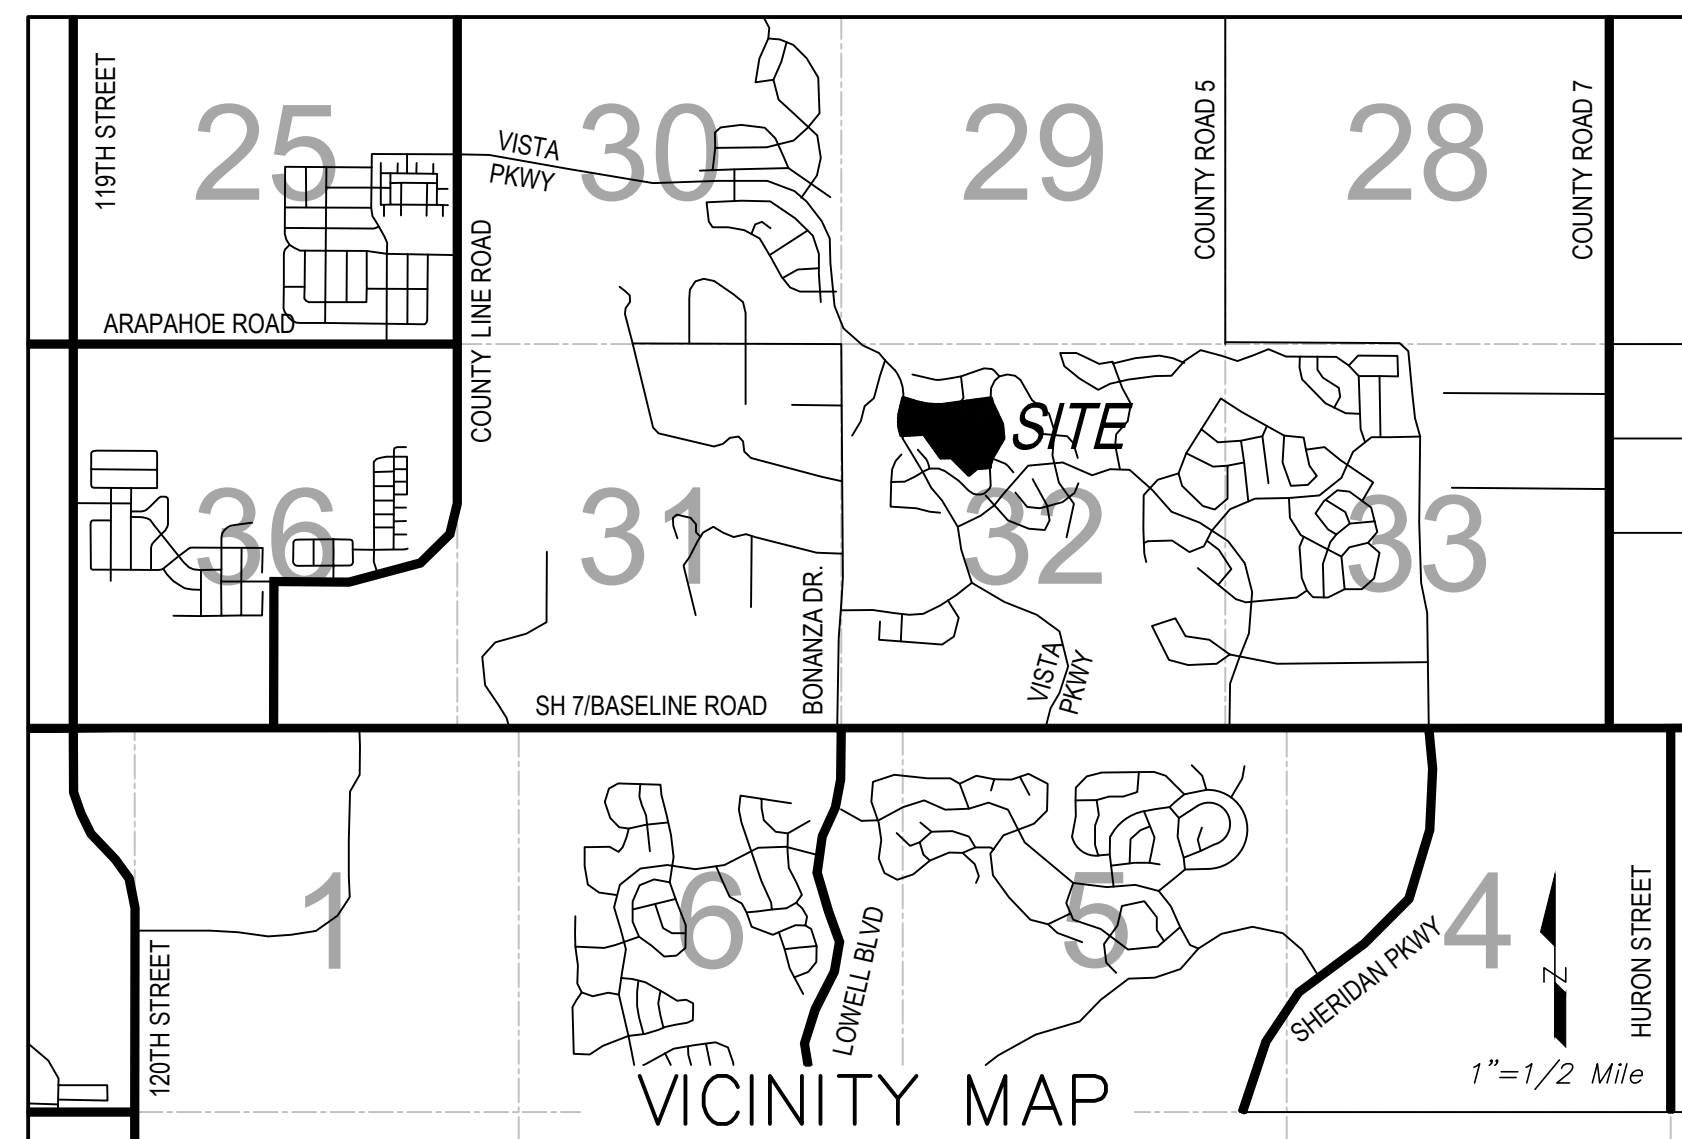 119TH STREET
25
30
29
28
COUNTY ROAD 5
COUNTY ROAD 7
VISTA
PKWY
COUNTY LINE ROAD
ARAPAHOE ROAD
SITE
36
31
32
33
BONANZA DR.
VISTA
PKWY
SH 7/BASELINE ROAD
1
6
5
4
120TH STREET
LOWELL BLVD
SHERIDAN PKWY
HURON STREET
Z
1"=1/2 Mile
VICINITY MAP